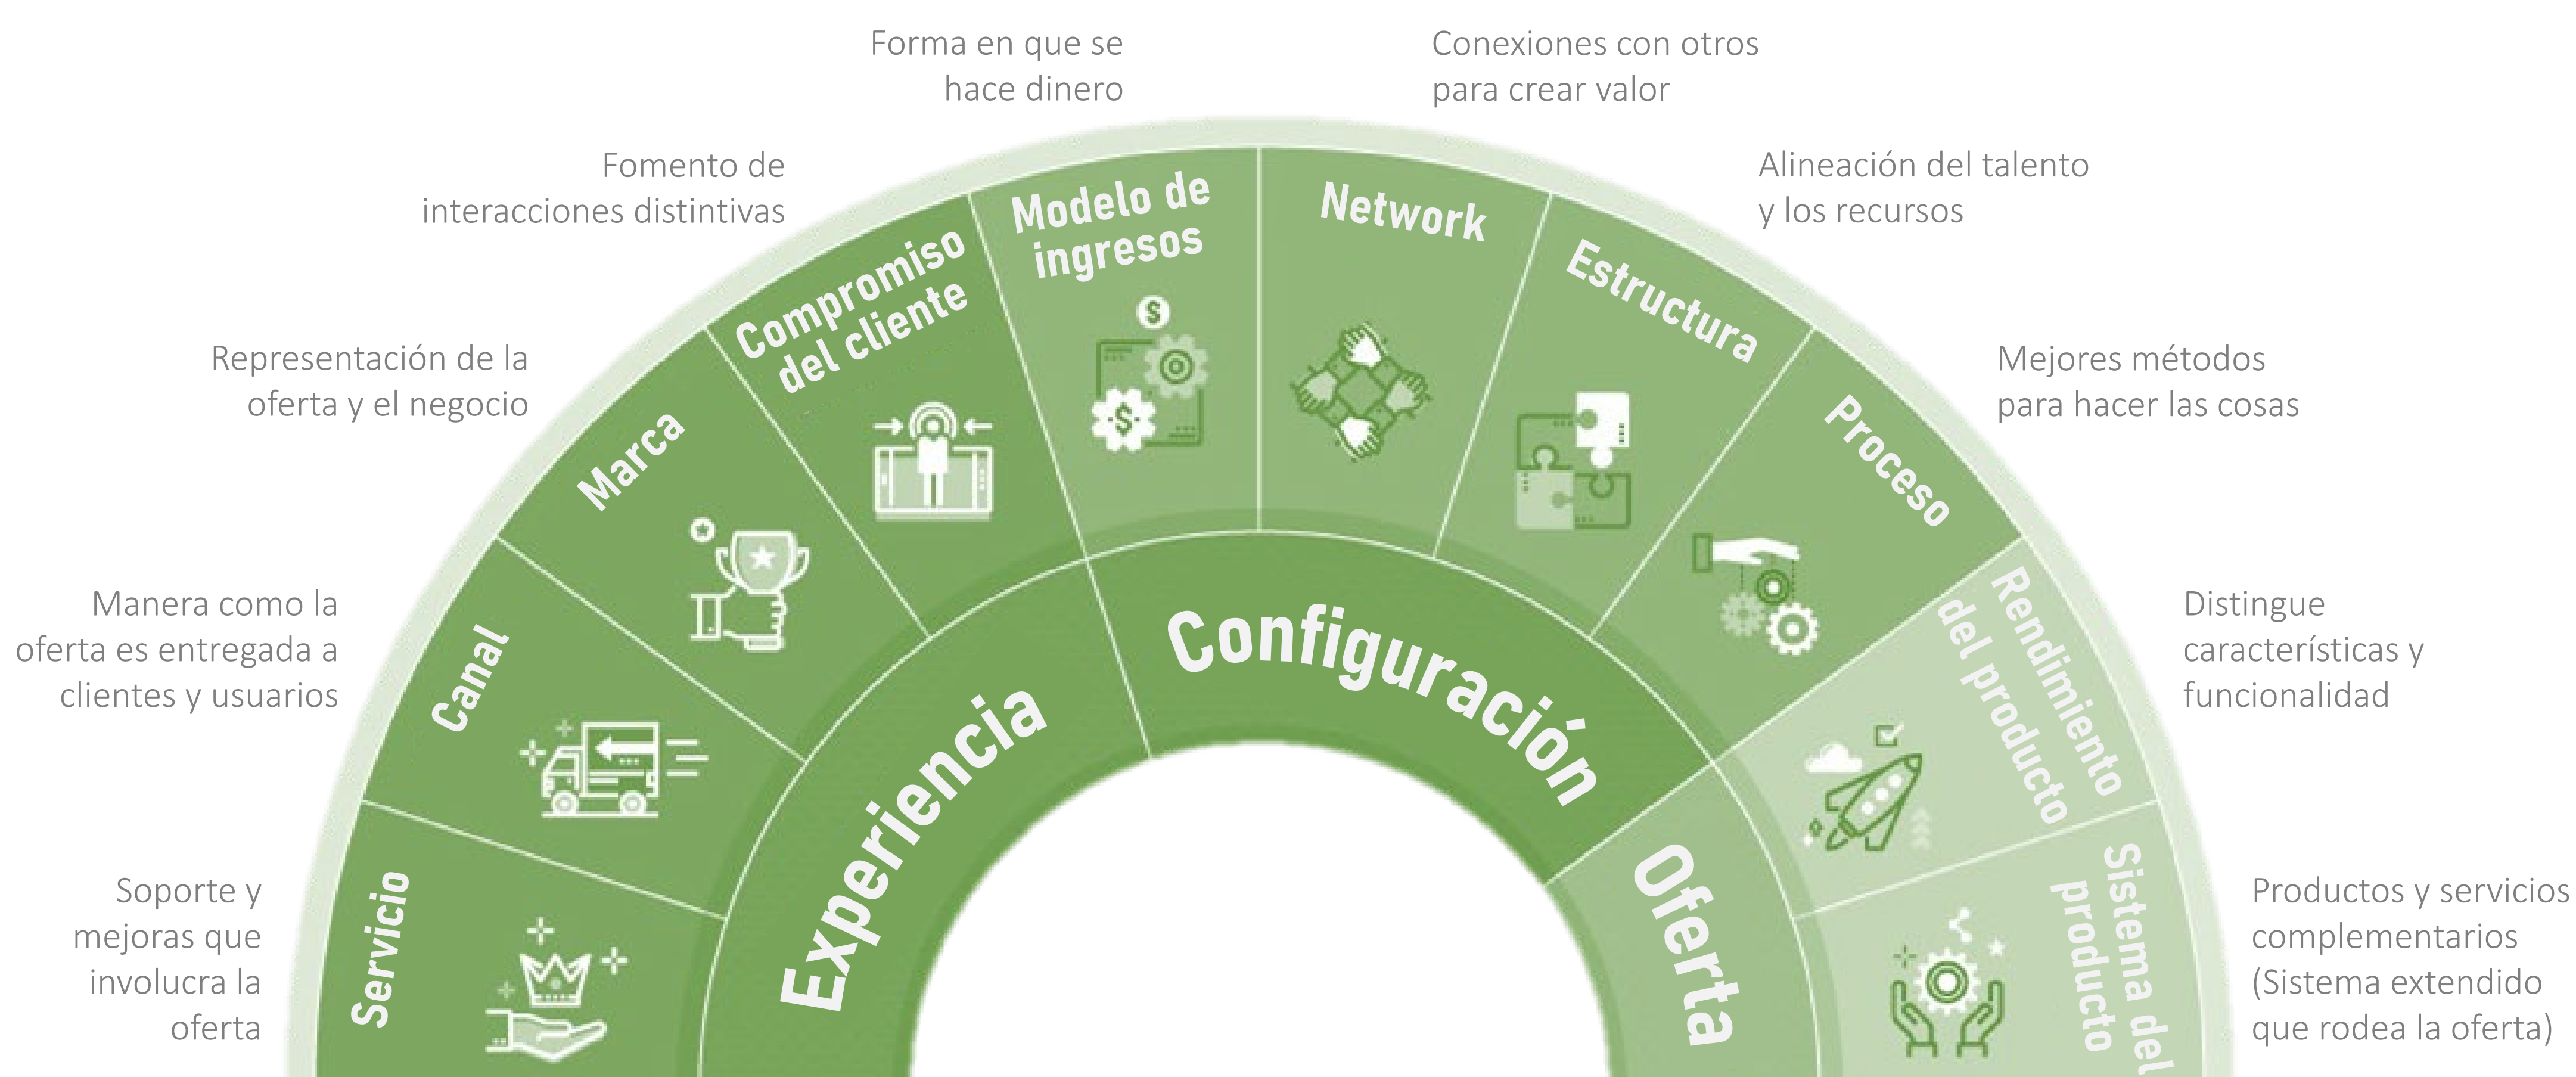 Forma en que se
hace dinero
Conexiones con otros
para crear valor
Fomento de
interacciones distintivas
Alineación del talento
y los recursos
Representación de la
oferta y el negocio
Mejores métodos
para hacer las cosas
Manera como la
oferta es entregada a
clientes y usuarios
Distingue
características y
funcionalidad
Soporte y
mejoras que
involucra la
oferta
Productos y servicios
complementarios
(Sistema extendido
que rodea la oferta)
Servicio
Canal
Marca
Compromiso
del cliente
Modelo de
ingresos
$
$
Network
Estructura
Proceso
Rendimiento
del producto
Sistema del
producto
Experiencia
Configuración
Oferta